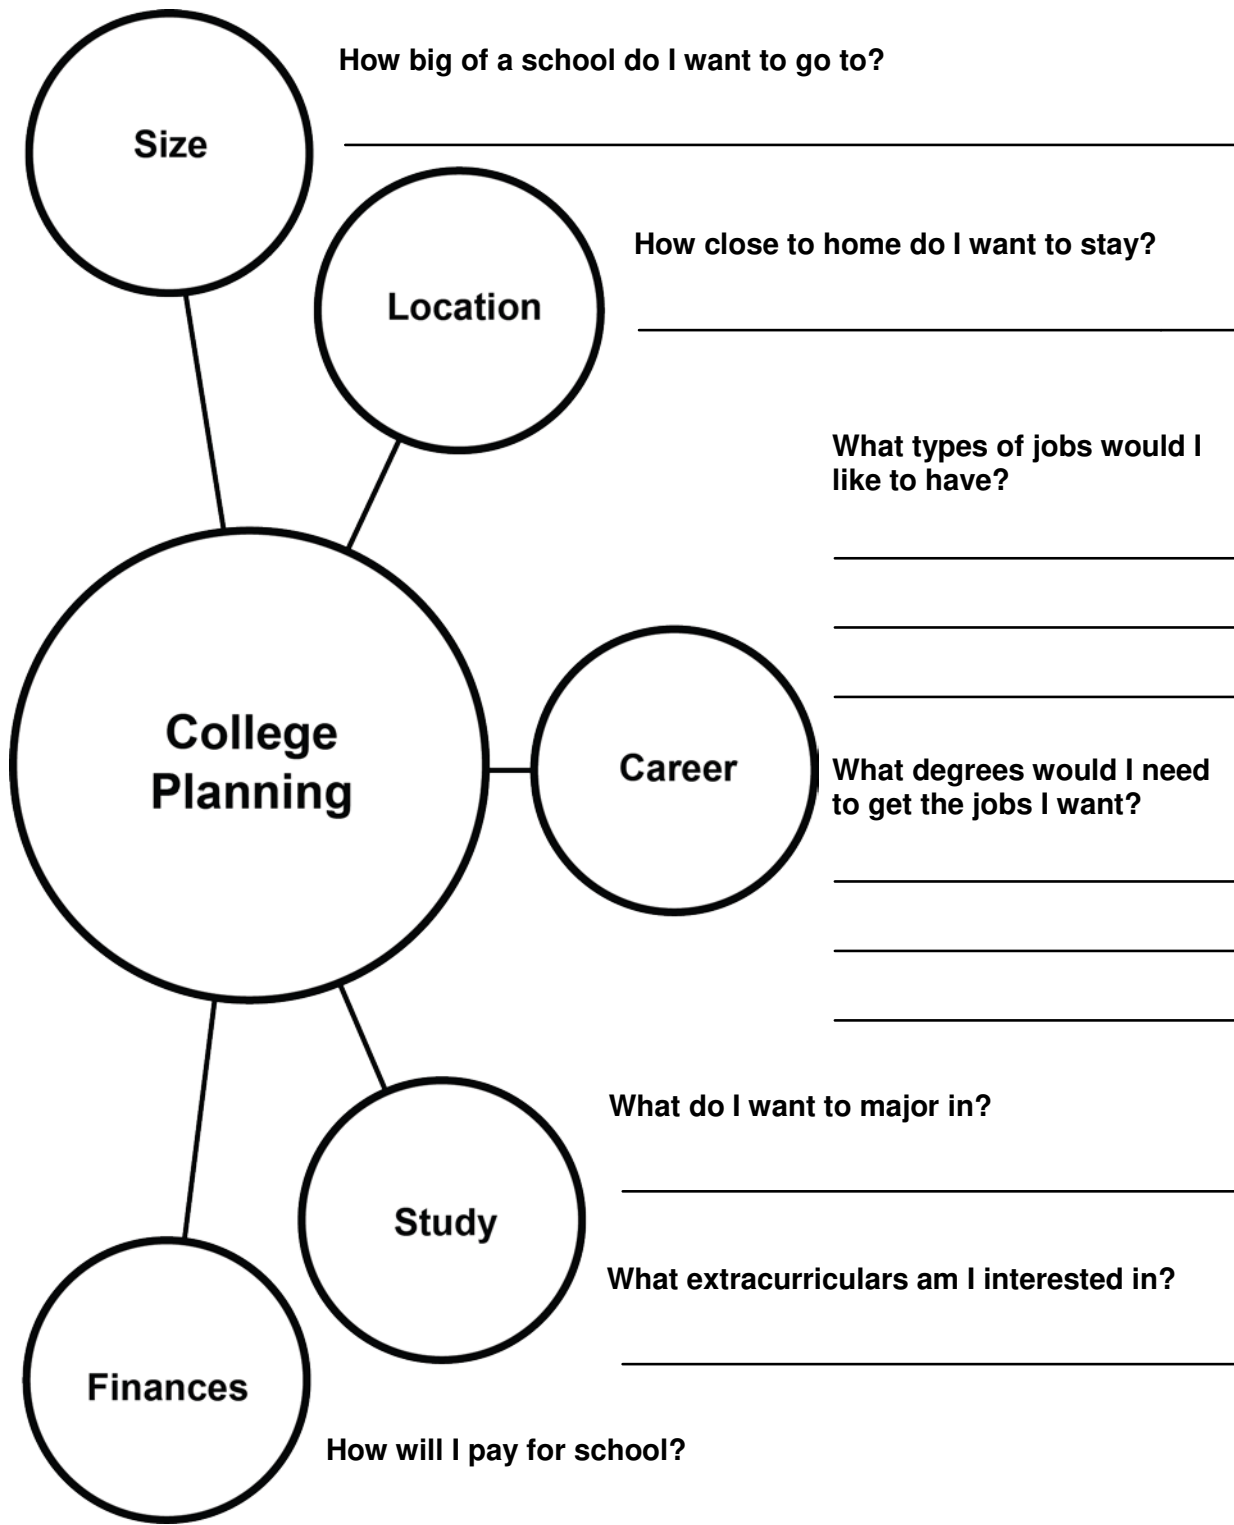 Size
How big of a school do I want to go to?
Location
How close to home do I want to stay?
What types of jobs would I
like to have?
College
Planning
Career
What degrees would I need
to get the jobs I want?
Study
What do I want to major in?
What extracurriculars am I interested in?
Finances
How will I pay for school?